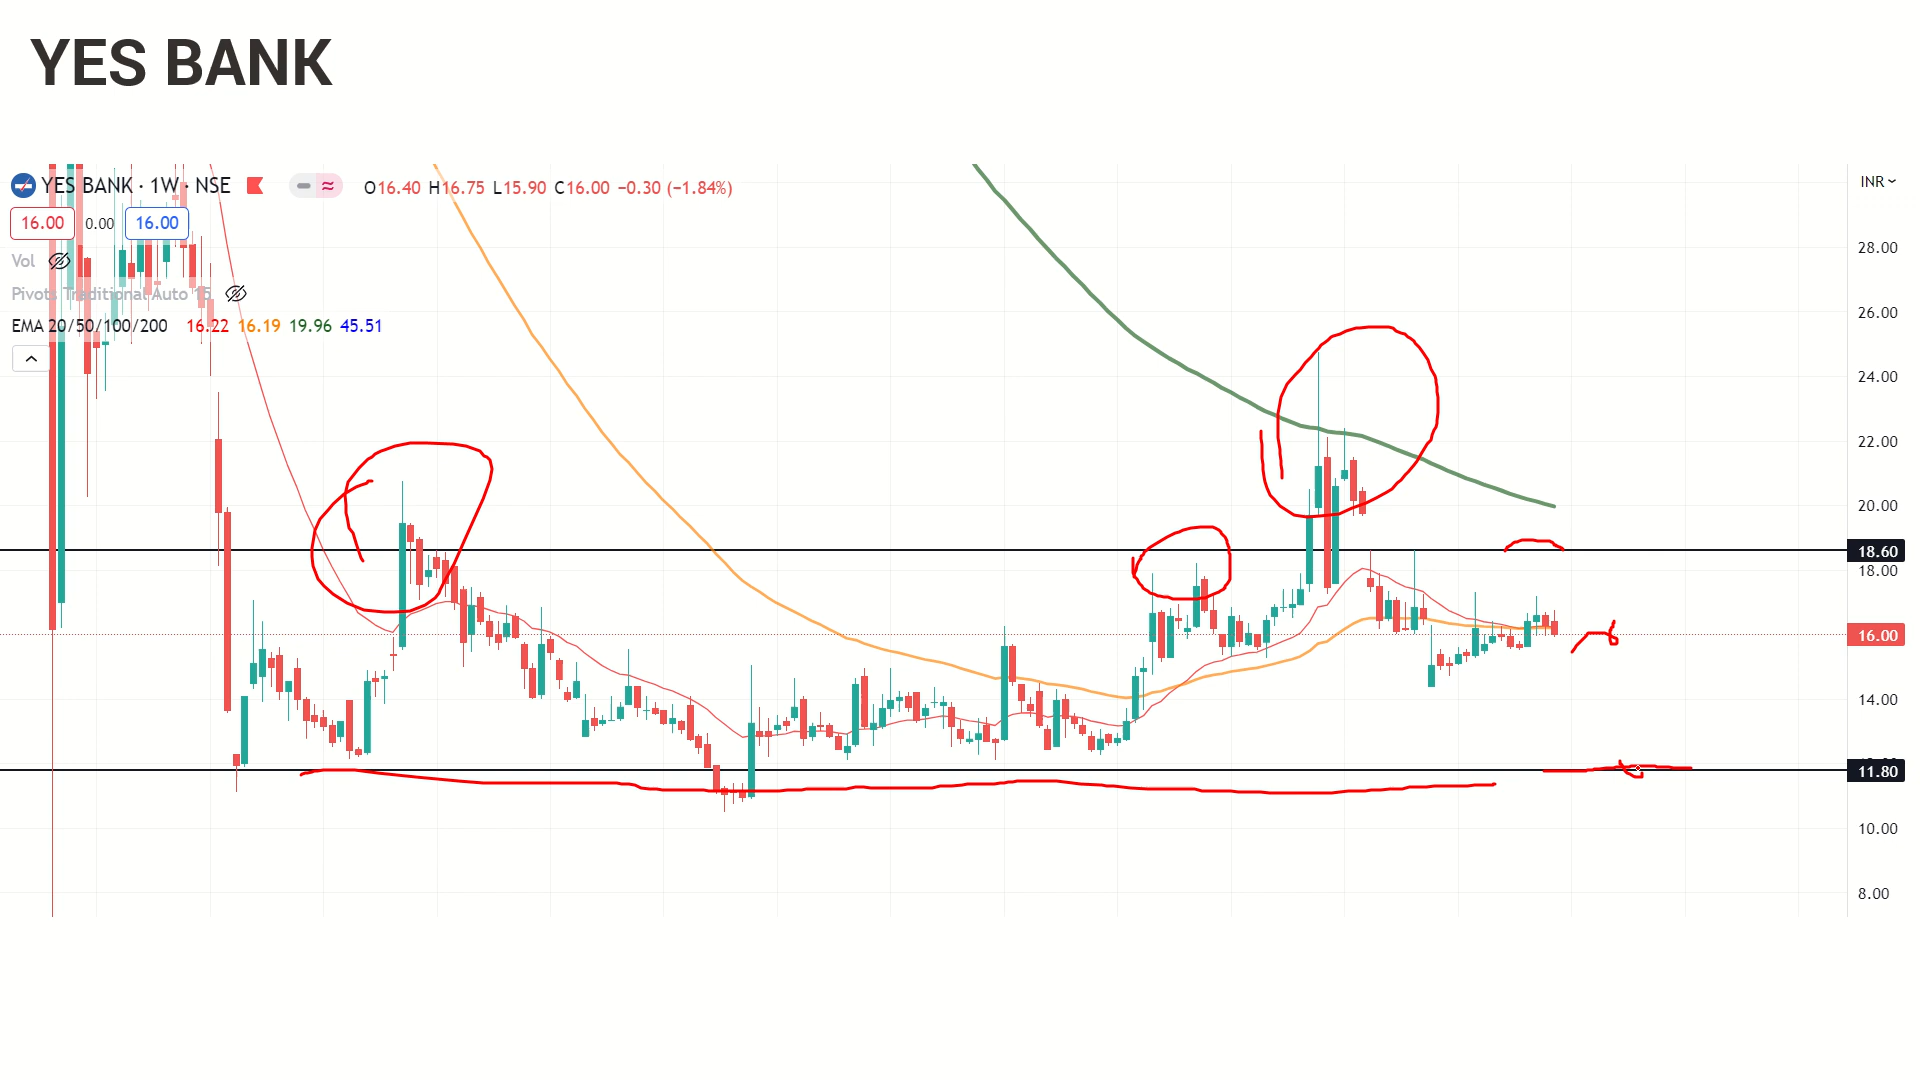 YES BANK
YES BANK · 1W · NSE O16.40 H16.75 L15.90 C16.00 −0.30 (−1.84%)
INR
16.00 0.00 16.00
Vol
Pivots Traditional Auto 15
EMA 20/50/100/200 16.22 16.19 19.96 45.51
28.00
26.00
24.00
22.00
20.00
18.60
18.00
16.00
14.00
11.80
10.00
8.00